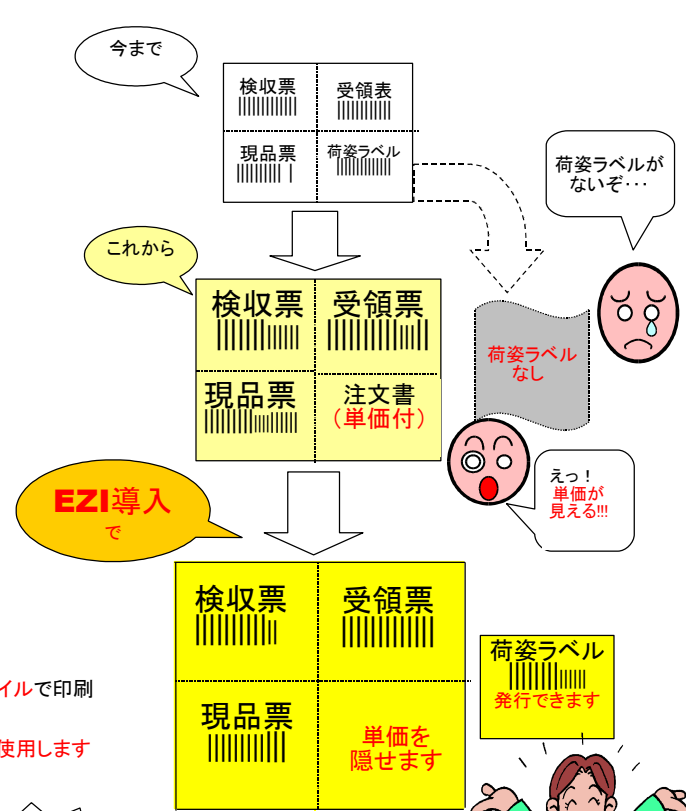 今まで
検収票
受領表
現品票
荷姿ラベル
荷姿ラベルが
ないぞ･･･
これから
検収票
受領票
現品票
注文書
（単価付）
荷姿ラベル
なし
えっ！
単価が
見える!!!
EZI導入
で
検収票
受領票
現品票
単価を
隠せます
荷姿ラベル
発行できます
イルで印刷
使用します